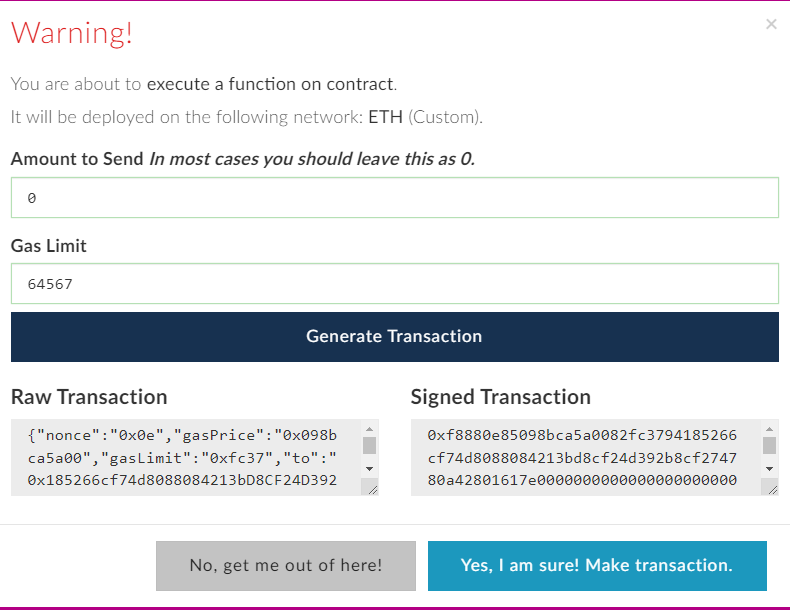 Warning!
×
You are about to execute a function on contract.
It will be deployed on the following network: ETH (Custom).
Amount to Send In most cases you should leave this as 0.
0
Gas Limit
64567
Generate Transaction
Raw Transaction
{"nonce":"0x0e","gasPrice":"0x098b
ca5a00","gasLimit":"0xfc37","to":"
0x185266cf74d8088084213bD8CF24D392
Signed Transaction
0xf8880e85098bca5a0082fc3794185266
cf74d8088084213bd8cf24d392b8cf2747
80a42801617e0000000000000000000000
No, get me out of here!
Yes, I am sure! Make transaction.